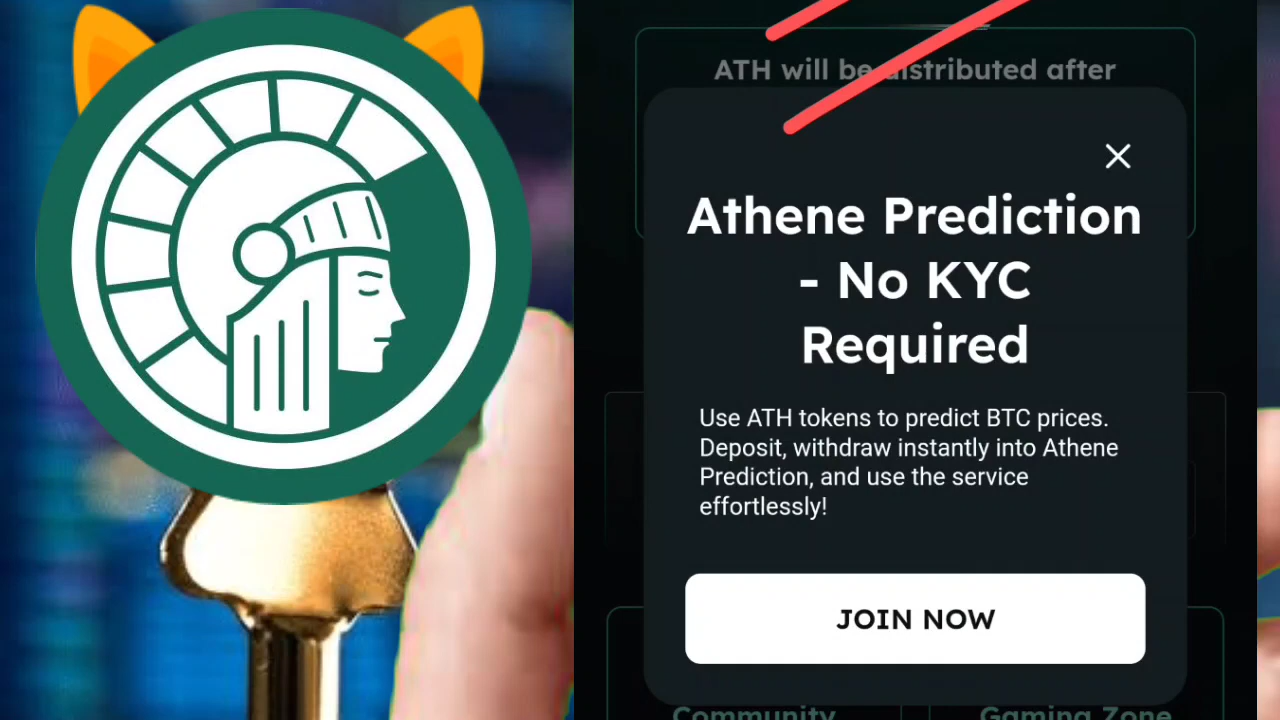 ATH will be distributed after
Athene Prediction
- No KYC
Required
Use ATH tokens to predict BTC prices.
Deposit, withdraw instantly into Athene
Prediction, and use the service
effortlessly!
JOIN NOW
Community
Gaming Zone